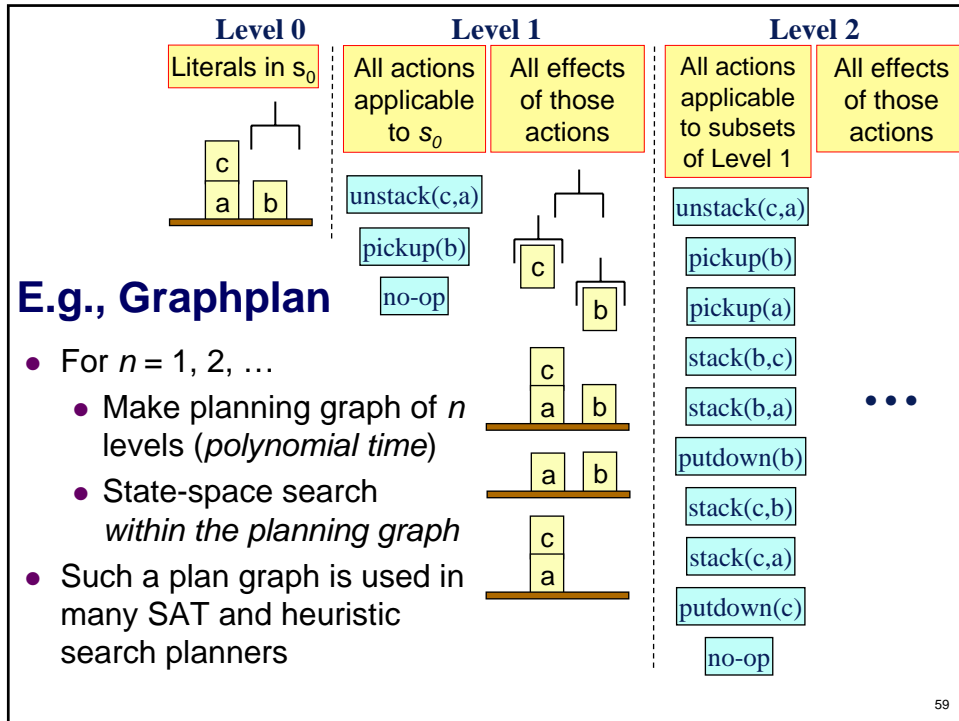 Level 0
Level 1
Level 2
Literals in s0
All actions
applicable
to s0
All effects
of those
actions
All actions
applicable
to subsets
of Level 1
All effects
of those
actions
c
a b
unstack(c,a)
pickup(b)
no-op
c
b
c
a b
a b
c
a
unstack(c,a)
pickup(b)
pickup(a)
stack(b,c)
stack(b,a)
putdown(b)
stack(c,b)
stack(c,a)
putdown(c)
no-op
• • •
E.g., Graphplan
• For n = 1, 2, …
• Make planning graph of n
levels (polynomial time)
• State-space search
within the planning graph
• Such a plan graph is used in
many SAT and heuristic
search planners
59